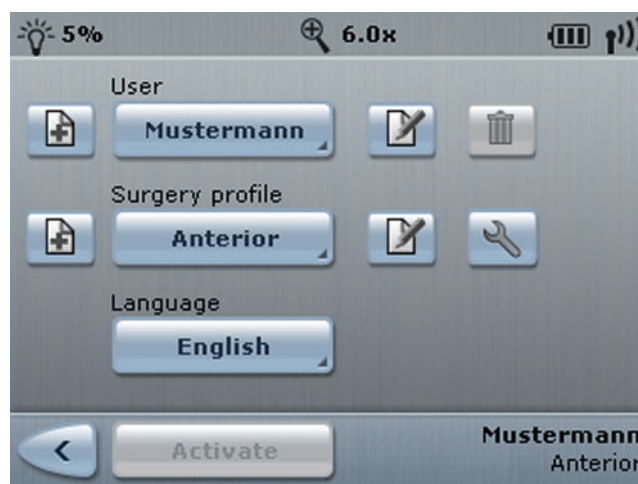 5%
6.0x
User
Mustermann
Surgery profile
Anterior
Language
English
Activate
Mustermann
Anterior